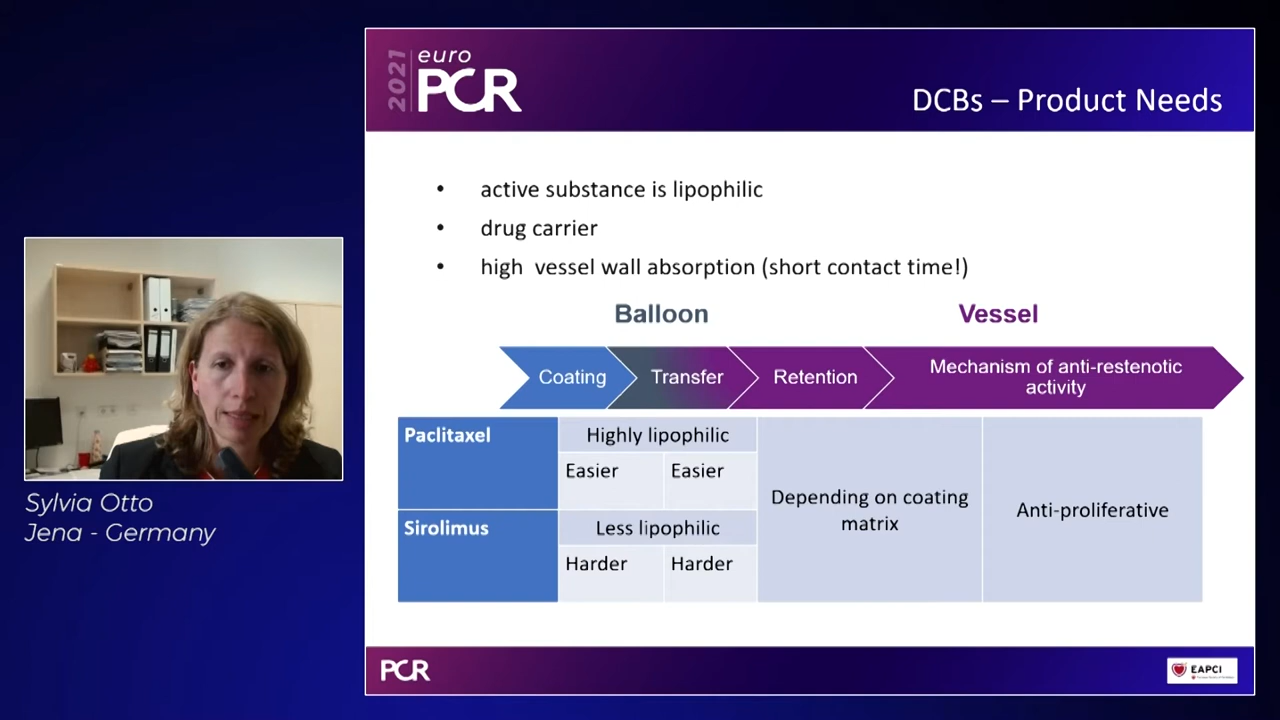 2021
euro
PCR
DCBs – Product Needs
• active substance is lipophilic
• drug carrier
• high vessel wall absorption (short contact time!)
Balloon
Vessel
Coating
Transfer
Retention
Mechanism of anti-restenotic
activity
Paclitaxel
Highly lipophilic
Easier
Easier
Depending on coating
matrix
Anti-proliferative
Sirolimus
Less lipophilic
Harder
Harder
Sylvia Otto
Jena - Germany
PCR
EAPCI